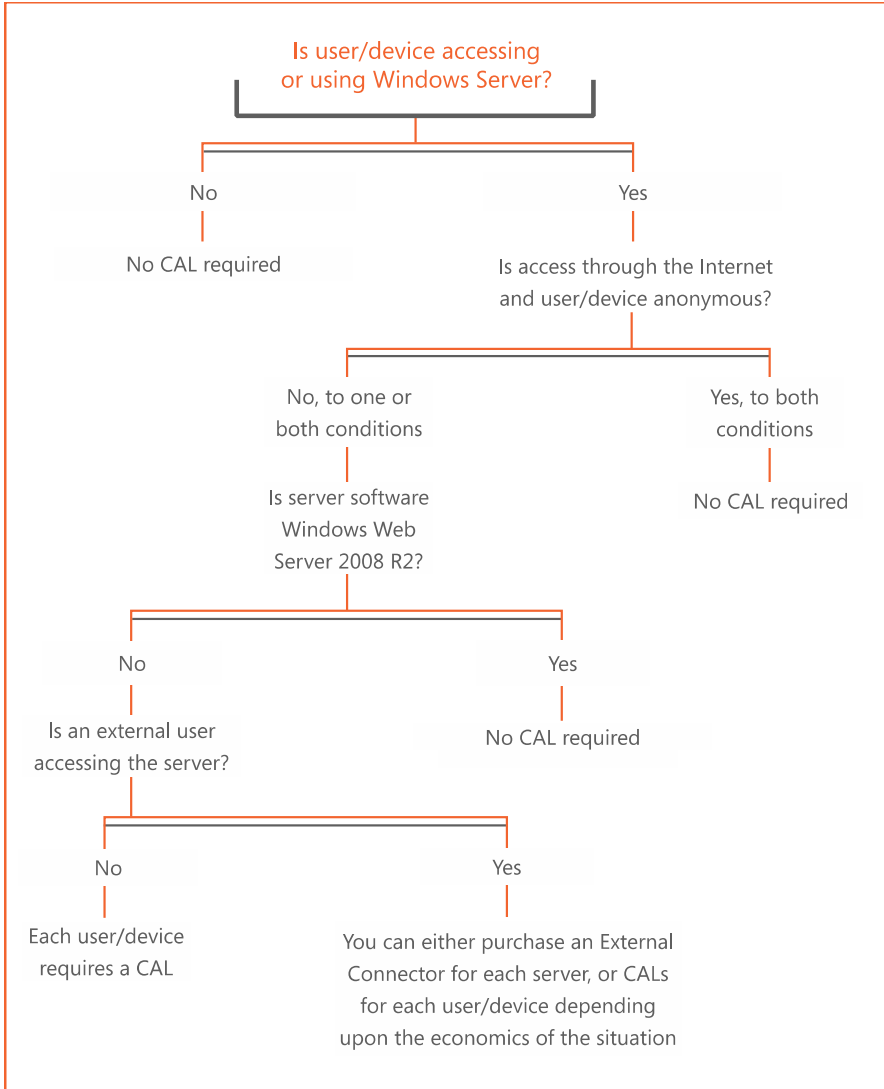 Is user/device accessing
or using Windows Server?
No
Yes
No CAL required
Is access through the Internet
and user/device anonymous?
No, to one or
both conditions
Yes, to both
conditions
Is server software
Windows Web
Server 2008 R2?
No CAL required
No
Yes
Is an external user
accessing the server?
No CAL required
No
Yes
Each user/device
requires a CAL
You can either purchase an External
Connector for each server, or CALs
for each user/device depending
upon the economics of the situation